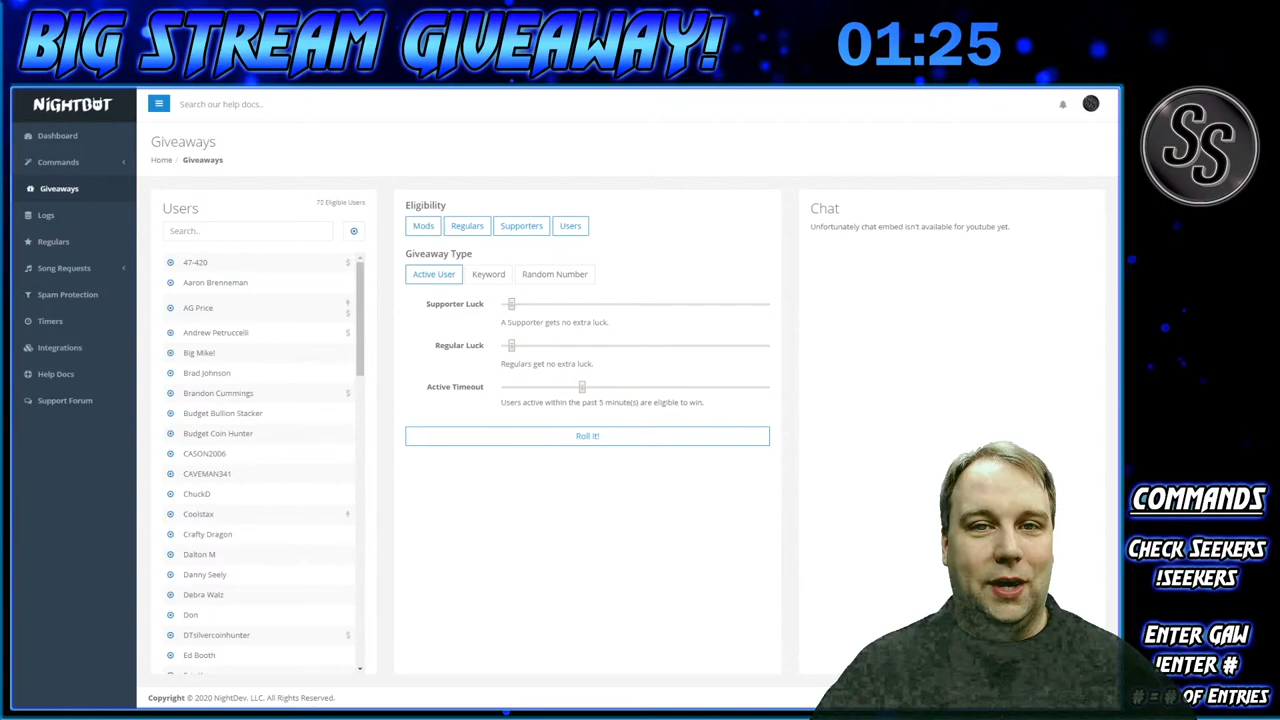 BIG STREAM GIVEAWAY!
01:25
NIGHTBOT
Search our help docs..
Dashboard
Commands
Giveaways
Logs
Regulars
Song Requests
Spam Protection
Timers
Integrations
Help Docs
Support Forum
Giveaways
Home / Giveaways
Users
Eligible Users
Search..
47-420
Aaron Brenneman
AG Price
Andrew Petruccelli
Big Mike!
Brad Johnson
Brandon Cummings
Budget Bullion Stacker
Budget Coin Hunter
CASON2006
CAVEMAN341
ChuckD
Coolstax
Crafty Dragon
Dalton M
Danny Seely
Debra Walz
Don
DTsilvercoinhunter
Ed Booth
Eligibility
Mods
Regulars
Supporters
Users
Giveaway Type
Active User
Keyword
Random Number
Supporter Luck
A Supporter gets no extra luck.
Regular Luck
Regulars get no extra luck.
Active Timeout
Users active within the past 5 minute(s) are eligible to win.
Roll It!
Chat
Unfortunately chat embed isn't available for youtube yet.
Copyright © 2020 NightDev, LLC, All Rights Reserved.
SS
COMMANDS
CHECK SEEKERS
!SEEKERS
ENTER GAW
!ENTER #
OF ENTRIES